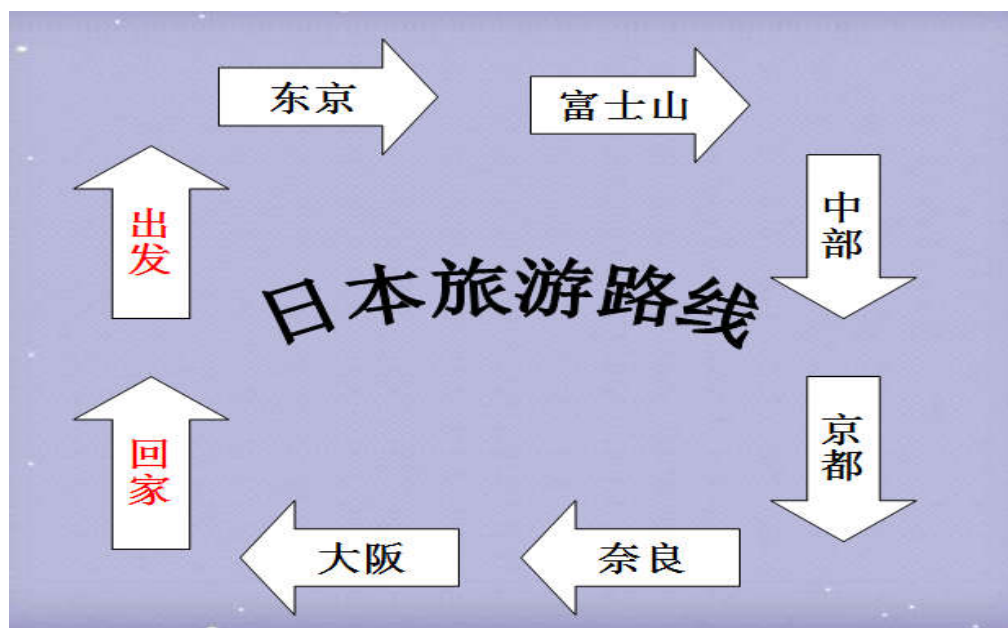 东京
富士山
出发
中部
日本旅游路线
回家
京都
大阪
奈良